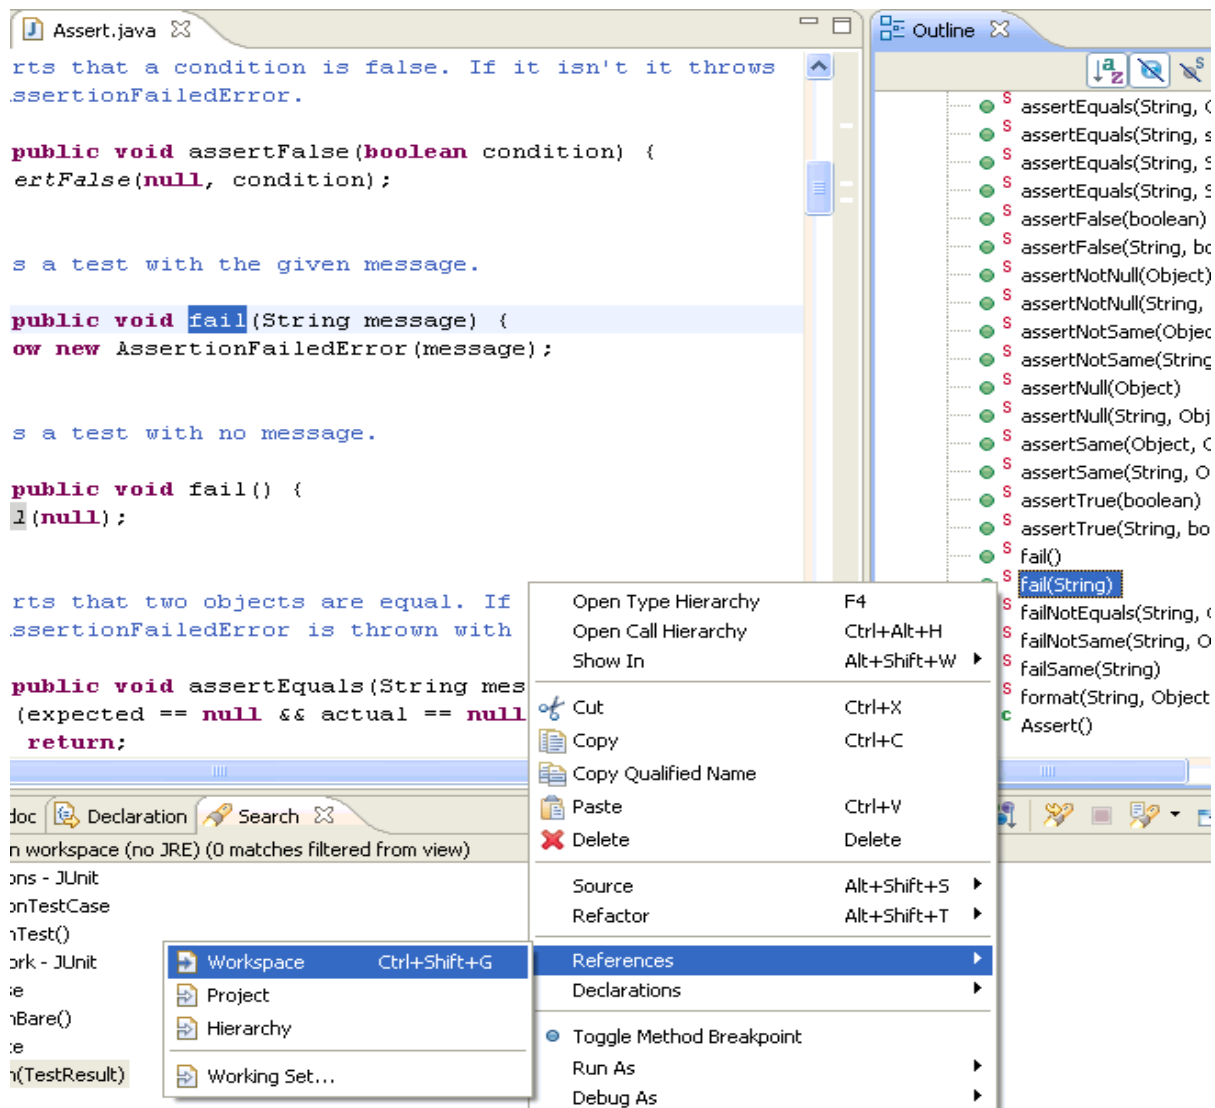 Assert.java
rts that a condition is false. If it isn't it throws
ssertionFailedError.
public void assertFalse(boolean condition) {
ertFalse(null, condition);
s a test with the given message.
public void fail(String message) {
ow new AssertionFailedError(message);
s a test with no message.
public void fail() {
l(null);
rts that two objects are equal. If
ssertionFailedError is thrown with
public void assertEquals(String mes
(expected == null && actual == null
return;
Outline
assertEquals(String,
assertEquals(String, s
assertEquals(String, S
assertEquals(String, S
assertFalse(boolean)
assertFalse(String, bo
assertNotNull(Object)
assertNotNull(String,
assertNotSame(Objec
assertNotSame(String
assertNull(Object)
assertNull(String, Obj
assertSame(Object,
assertSame(String, O
assertTrue(boolean)
assertTrue(String, bo
fail()
fail(String)
failNotEquals(String,
failNotSame(String, O
failSame(String)
format(String, Object
Assert()
doc
Declaration
Search
n workspace (no JRE) (0 matches filtered from view)
ons - JUnit
onTestCase
nTest()
ork - JUnit
se
nBare()
te
n(TestResult)
Open Type Hierarchy F4
Open Call Hierarchy Ctrl+Alt+H
Show In Alt+Shift+W
Cut Ctrl+X
Copy Ctrl+C
Copy Qualified Name
Paste Ctrl+V
Delete Delete
Source Alt+Shift+S
Refactor Alt+Shift+T
References
Declarations
Toggle Method Breakpoint
Run As
Debug As
Workspace Ctrl+Shift+G
Project
Hierarchy
Working Set...